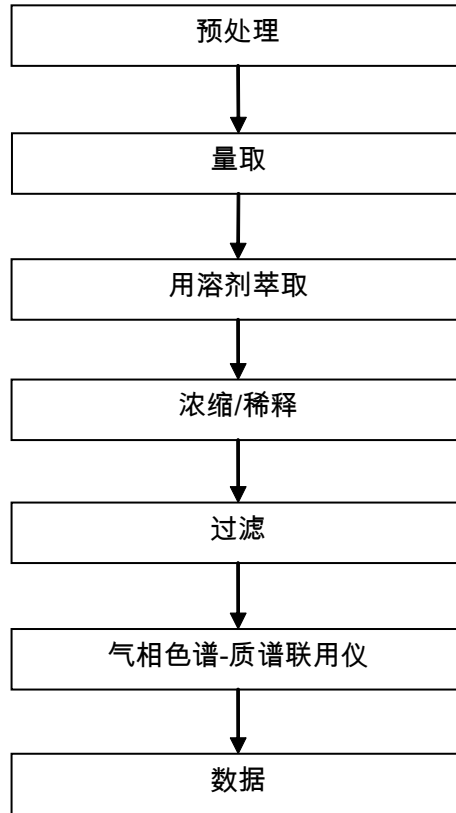 预处理
量取
用溶剂萃取
浓缩/稀释
过滤
气相色谱-质谱联用仪
数据